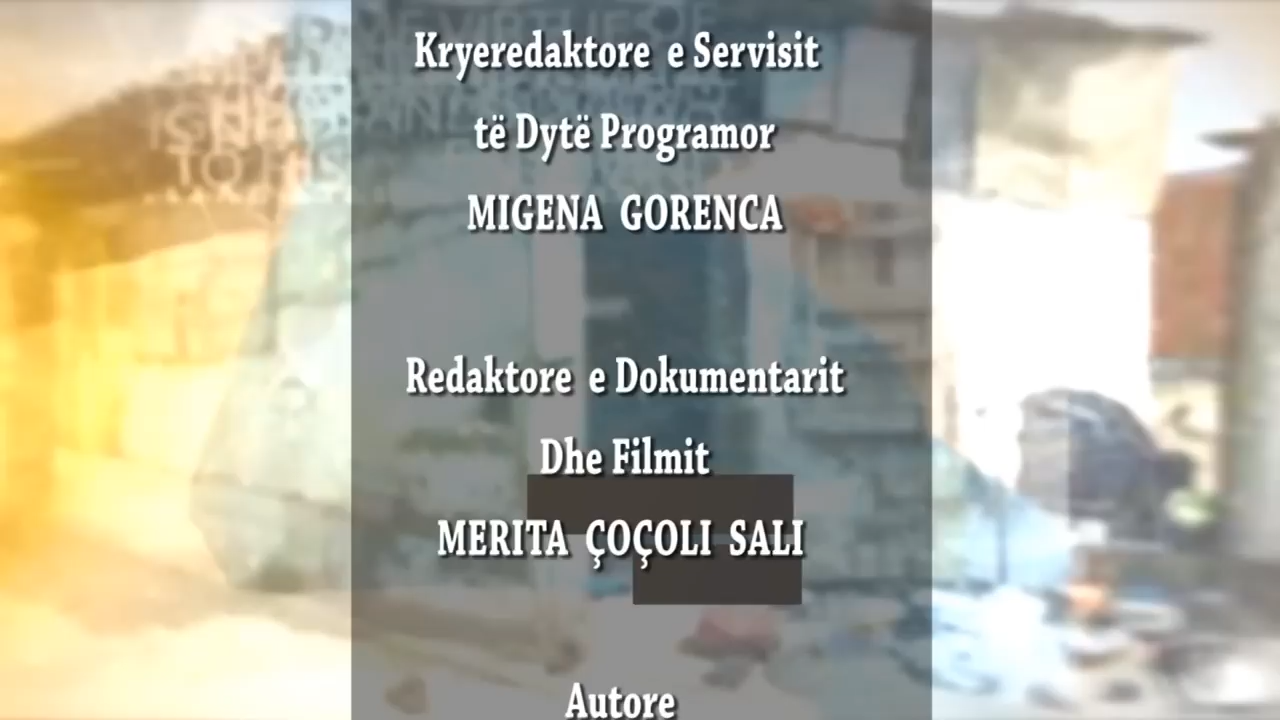 Kryeredaktore e Servisit
të Dytë Programor
MIGENA GORENCA
Redaktore e Dokumentarit
Dhe Filmit
MERITA ÇOÇOLI SALI
Autore